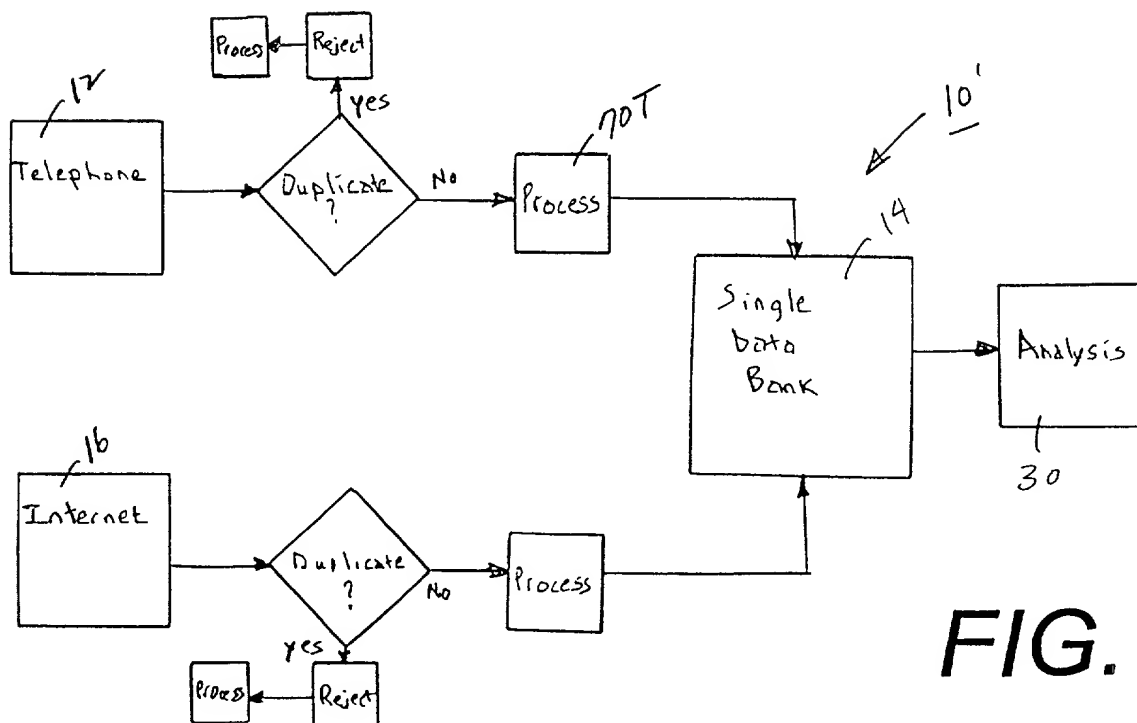 Process
Reject
yes
12
Telephone
Duplicate
?
No
70T
Process
10'
14
Single
Data
Bank
Analysis
30
16
Internet
Duplicate
?
No
Process
yes
Process
Reject
FIG.